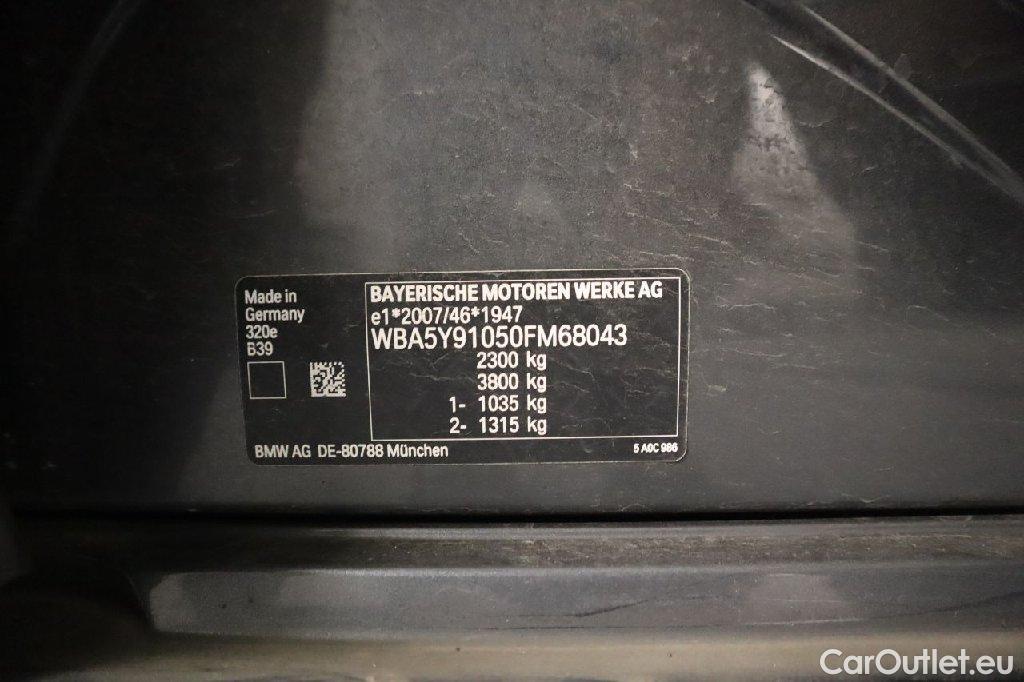 Made in
Germany
320e
B39
BAYERISCHE MOTOREN WERKE AG
e1*2007/46*1947
WBA5Y91050FM68043
2300 kg
3800 kg
1- 1035 kg
2- 1315 kg
BMW AG DE-80788 München
5 A0C 986
CarOutlet.eu